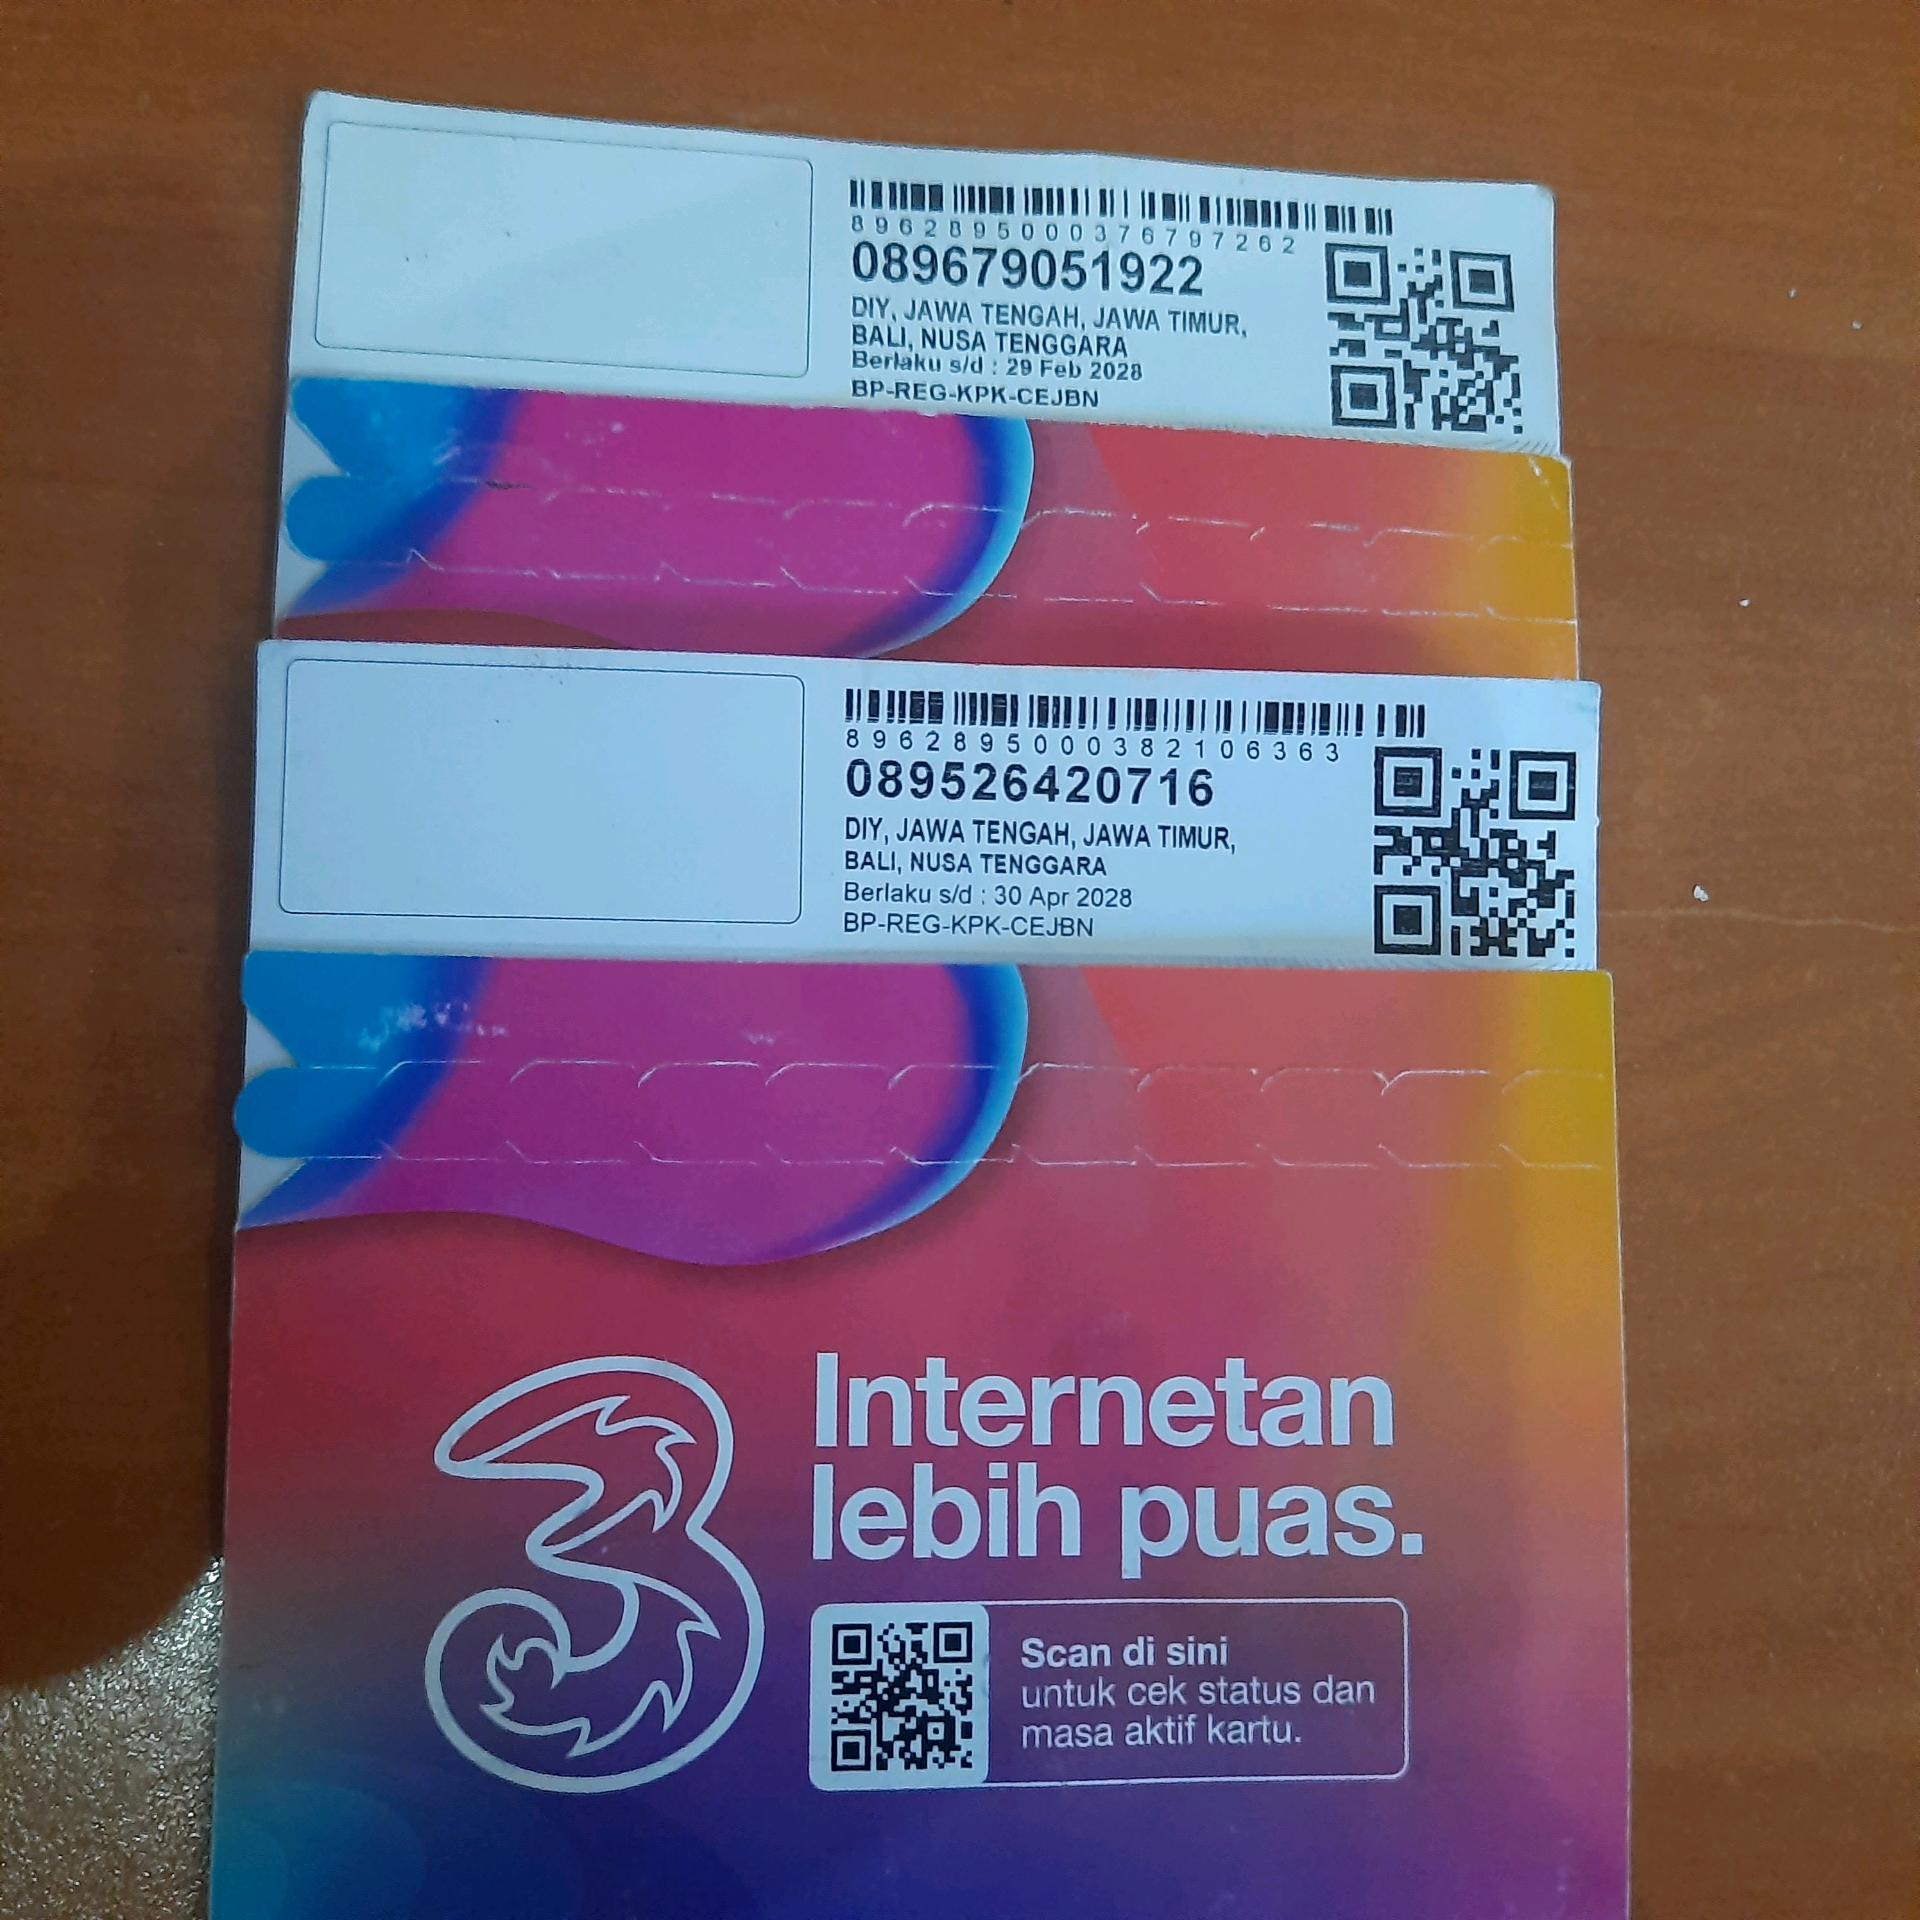 8962895000376797262
089679051922
DIY, JAWA TENGAH, JAWA TIMUR,
BALI, NUSA TENGGARA
Berlaku s/d : 29 Feb 2028
BP-REG-KPK-CEJBN
8962895000382106363
089526420716
DIY, JAWA TENGAH, JAWA TIMUR,
BALI, NUSA TENGGARA
Berlaku s/d : 30 Apr 2028
BP-REG-KPK-CEJBN
3
Internetan
lebih puas.
Scan di sini
untuk cek status dan
masa aktif kartu.